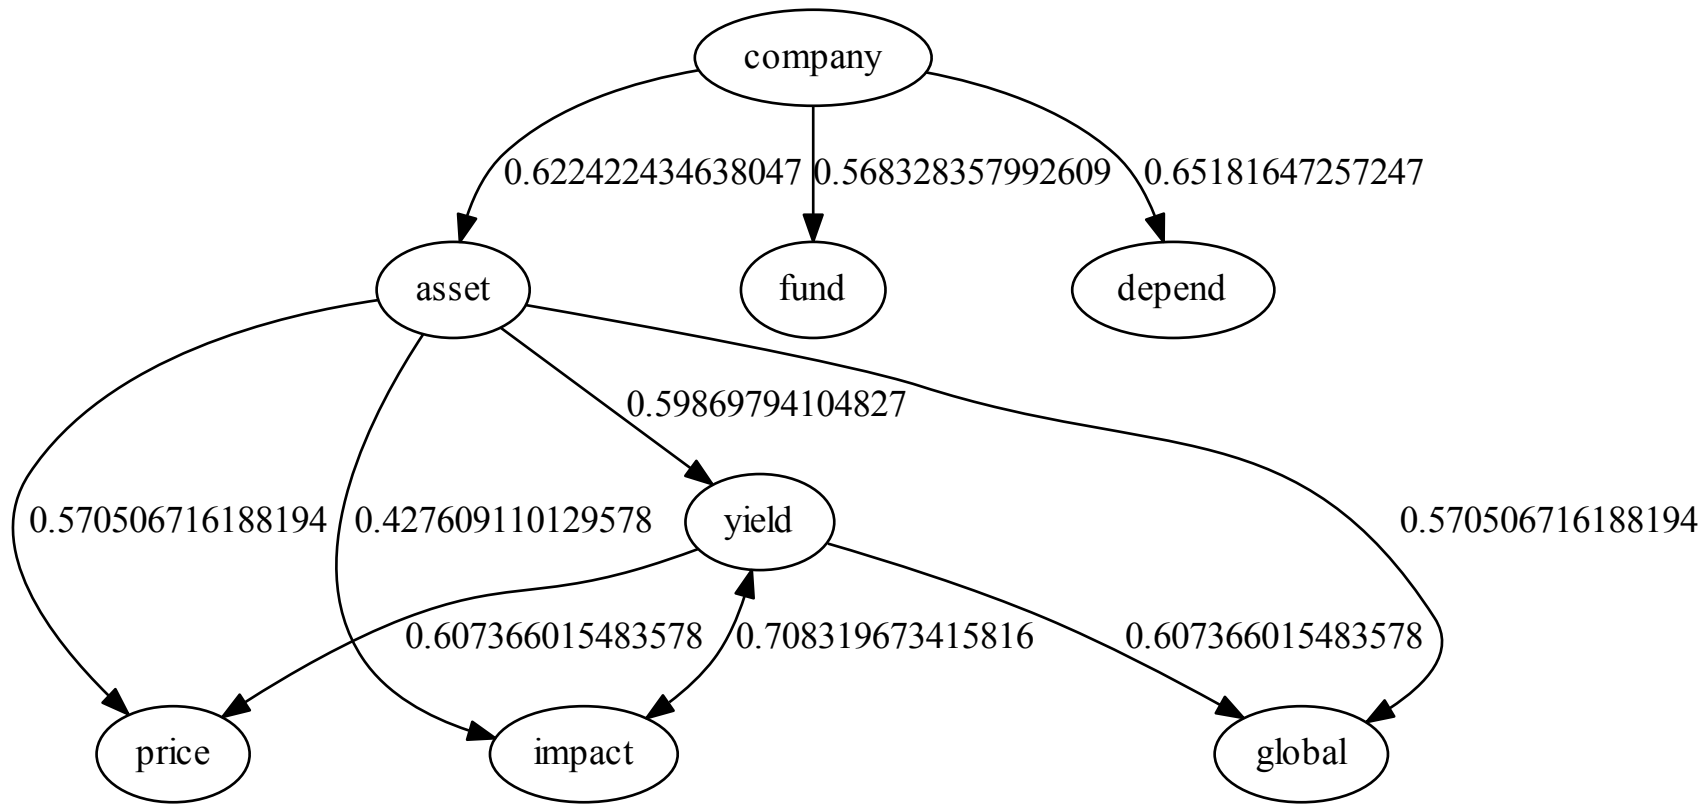 company
0.622422434638047 0.568328357992609 0.65181647257247
asset fund depend
0.59869794104827
0.570506716188194 0.427609110129578 yield 0.570506716188194
0.607366015483578 0.708319673415816 0.607366015483578
price impact global